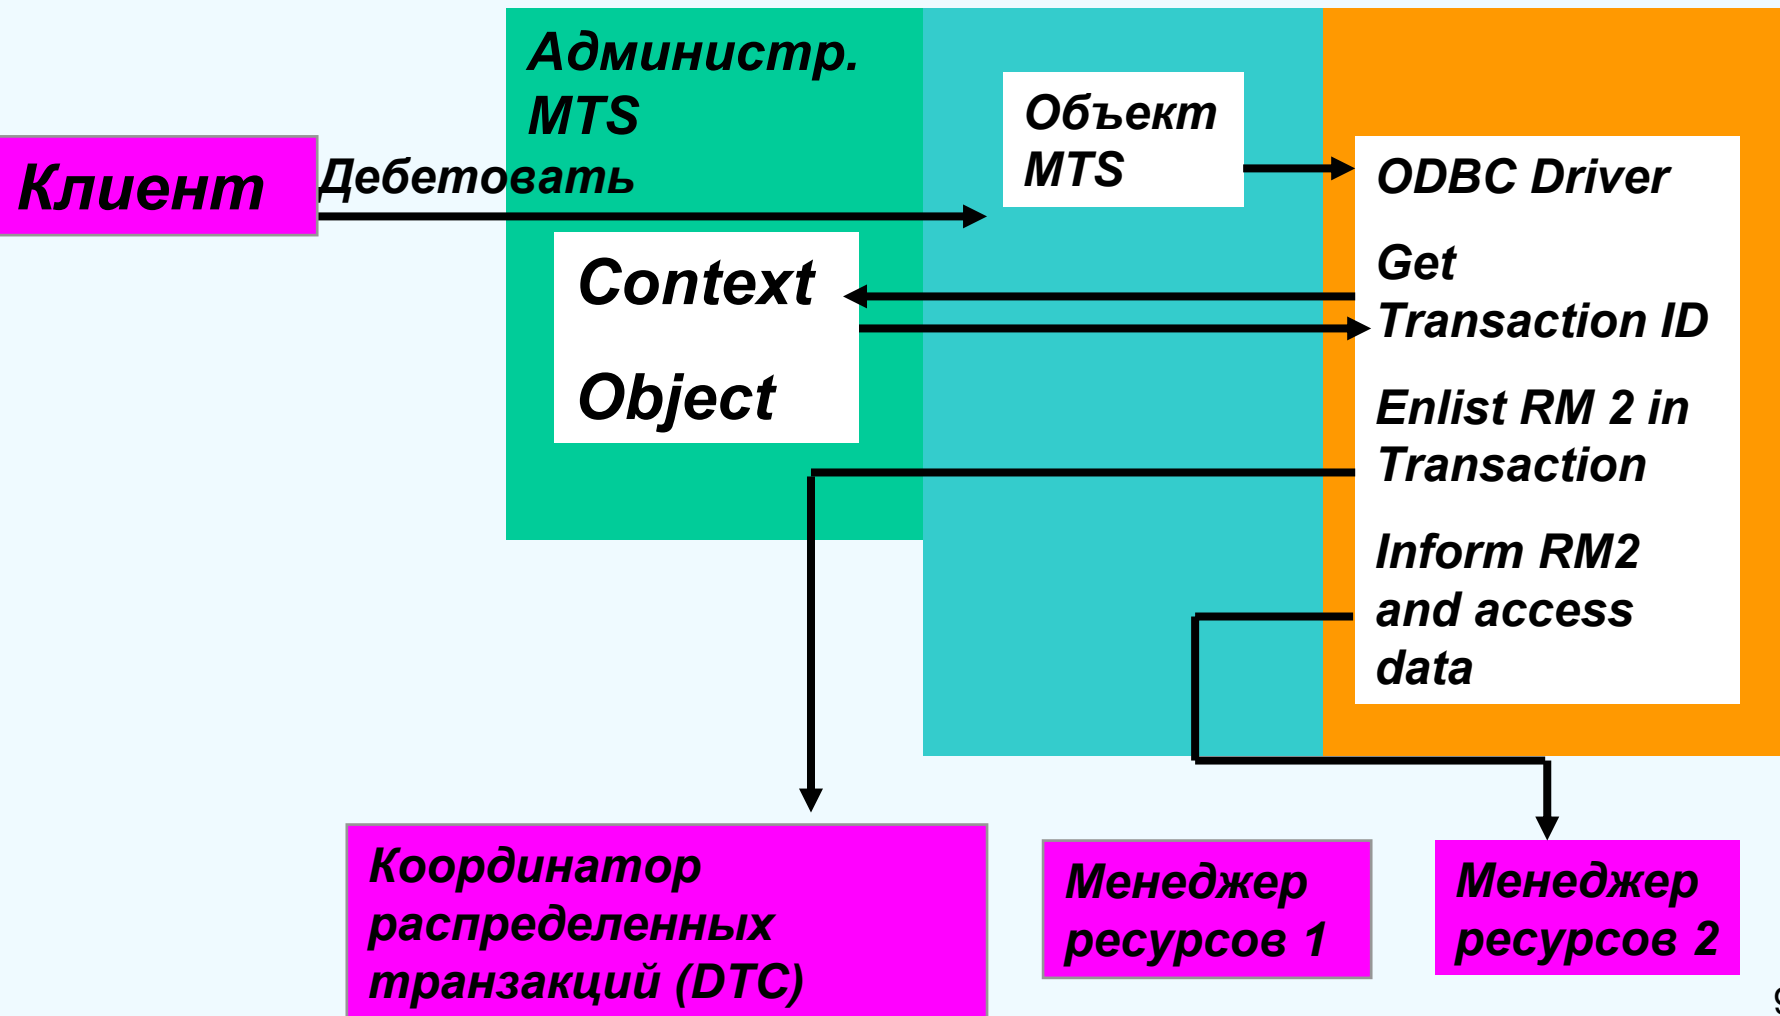 Администр.
MTS
Объект
MTS
Клиент
Дебетовать
Context
Object
ODBC Driver
Get
Transaction ID
Enlist RM 2 in
Transaction
Inform RM2
and access
data
Координатор
распределенных
транзакций (DTC)
Менеджер
ресурсов 1
Менеджер
ресурсов 2